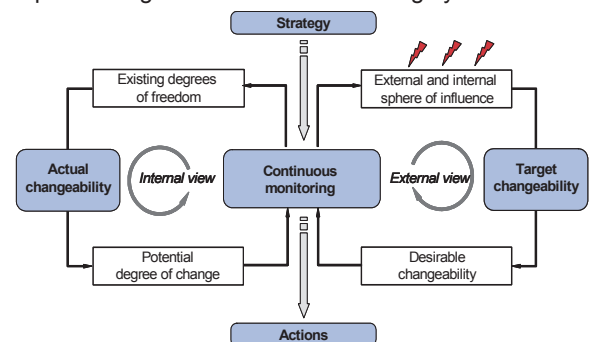 Strategy
Existing degrees
of freedom
External and internal
sphere of influence
Actual
changeability
Internal view
Continuous
monitoring
External view
Target
changeability
Potential
degree of change
Desirable
changeability
Actions